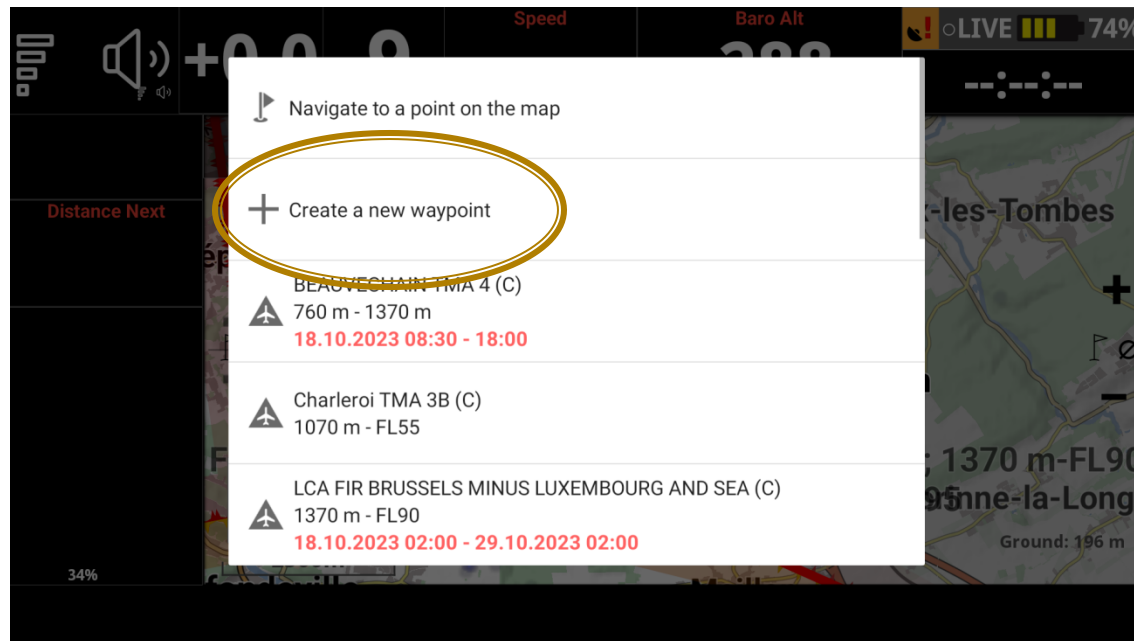 Speed
Baro Alt
LIVE
74%
--:--:--
Navigate to a point on the map
Create a new waypoint
Distance Next
-les-Tombes
BEAUVECHAIN TMA 4 (C)
760 m - 1370 m
18.10.2023 08:30 - 18:00
Charleroi TMA 3B (C)
1070 m - FL55
LCA FIR BRUSSELS MINUS LUXEMBOURG AND SEA (C)
1370 m - FL90
18.10.2023 02:00 - 29.10.2023 02:00
1370 m-FL90
nne-la-Long
Ground: 196 m
34%